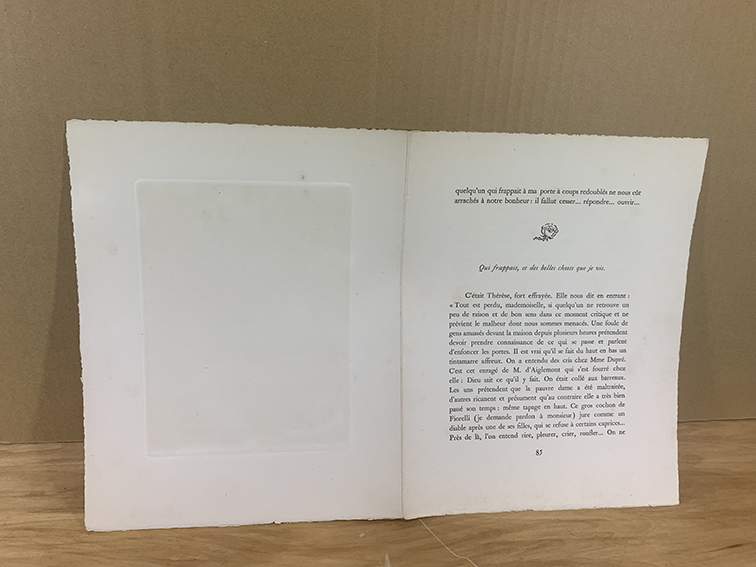 quelqu'un qui frappait à ma porte à coups redoublés ne nous eût
arrachés à notre bonheur : il fallut cesser... répondre... ouvrir...
Qui frappait, et des belles choses que je vis.
C'était Thérèse, fort effrayée. Elle nous dit en entrant :
« Tout est perdu, mademoiselle, si quelqu'un ne retrouve un
peu de raison et de bon sens dans ce moment critique et ne
prévient le malheur dont nous sommes menacés. Une foule de
gens amassés devant la maison depuis plusieurs heures prétendent
devoir prendre connaissance de ce qui se passe et parlent
d'enfoncer les portes. Il est vrai qu'il se fait du haut en bas un
tintamarre affreux. On a entendu des cris chez Mme Dupré.
C'est cet enragé de M. d'Aiglemont qui s'est fourré chez
elle : Dieu sait ce qu'il y fait. On était collé aux barreaux.
Les uns prétendent que la pauvre dame a été maltraitée,
d'autres ricanent et présument qu'au contraire elle a très bien
passé son temps : même tapage en haut. Ce gros cochon de
Fiorelli (je demande pardon à monsieur) jure comme un
diable après une de ses filles, qui se refuse à certains caprices...
Près de là, l'on entend rire, pleurer, crier, ronfler... On ne
85